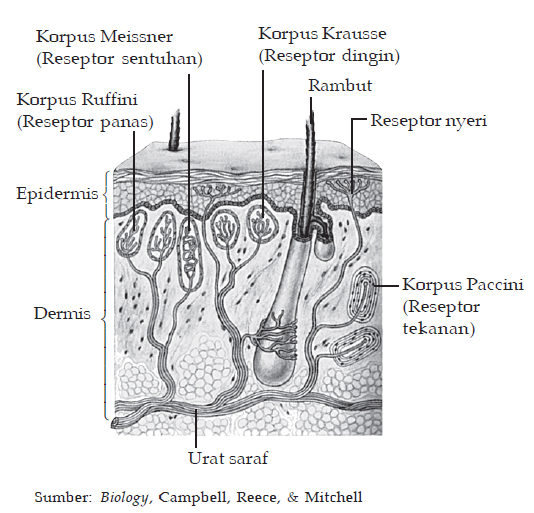 Korpus Meissner
(Reseptor sentuhan)
Korpus Krausse
(Reseptor dingin)
Rambut
Korpus Ruffini
(Reseptor panas)
Reseptor nyeri
Epidermis
Korpus Paccini
(Reseptor
tekanan)
Dermis
Urat saraf
Sumber: Biology, Campbell, Reece, & Mitchell